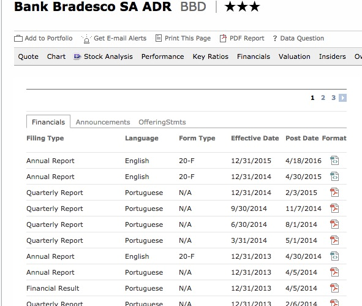 Bank Bradesco SA ADR BBD | ★★★
Add to Portfolio Get E-mail Alerts Print This Page PDF Report ? Data Question
Quote Chart Stock Analysis Performance Key Ratios Financials Valuation Insiders
1 2 3
Financials Announcements OfferingStmts
Filing Type Language Form Type Effective Date Post Date Format
Annual Report English 20-F 12/31/2015 4/18/2016
Annual Report English 20-F 12/31/2014 4/30/2015
Quarterly Report Portuguese N/A 12/31/2014 2/3/2015
Quarterly Report Portuguese N/A 9/30/2014 11/7/2014
Quarterly Report Portuguese N/A 6/30/2014 8/1/2014
Quarterly Report Portuguese N/A 3/31/2014 5/1/2014
Annual Report English 20-F 12/31/2013 4/30/2014
Annual Report Portuguese N/A 12/31/2013 4/5/2014
Financial Result Portuguese N/A 12/31/2013 4/5/2014
Quarterly Report Portuguese N/A 12/31/2013 2/6/2014